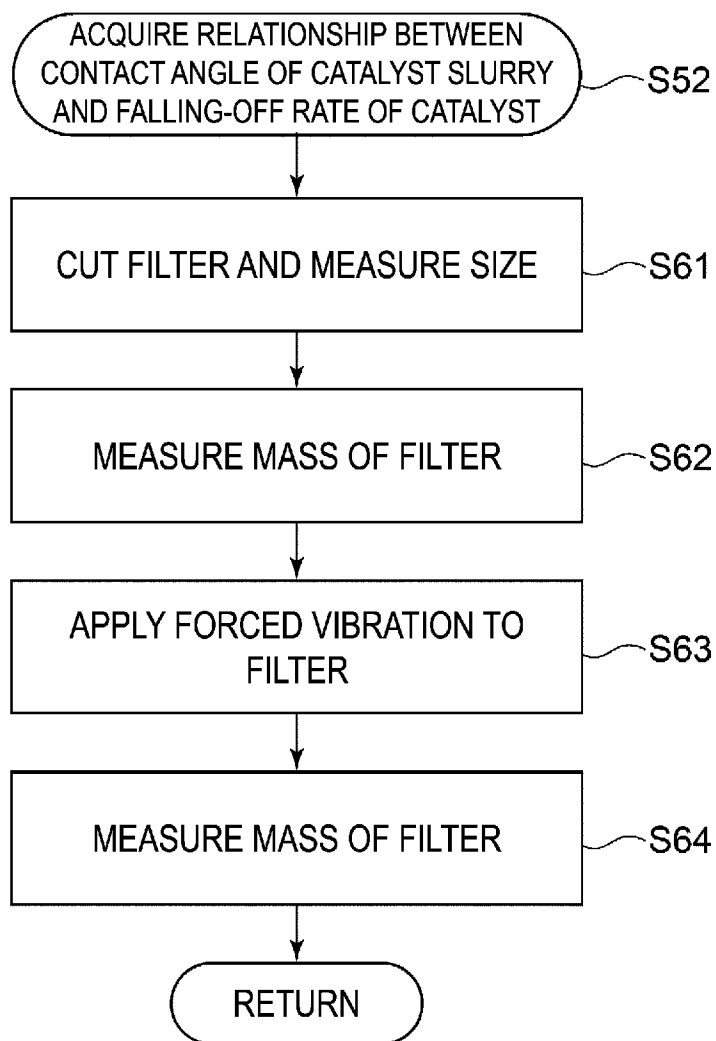 ACQUIRE RELATIONSHIP BETWEEN
CONTACT ANGLE OF CATALYST SLURRY
AND FALLING-OFF RATE OF CATALYST
S52
CUT FILTER AND MEASURE SIZE
S61
MEASURE MASS OF FILTER
S62
APPLY FORCED VIBRATION TO
FILTER
S63
MEASURE MASS OF FILTER
S64
RETURN